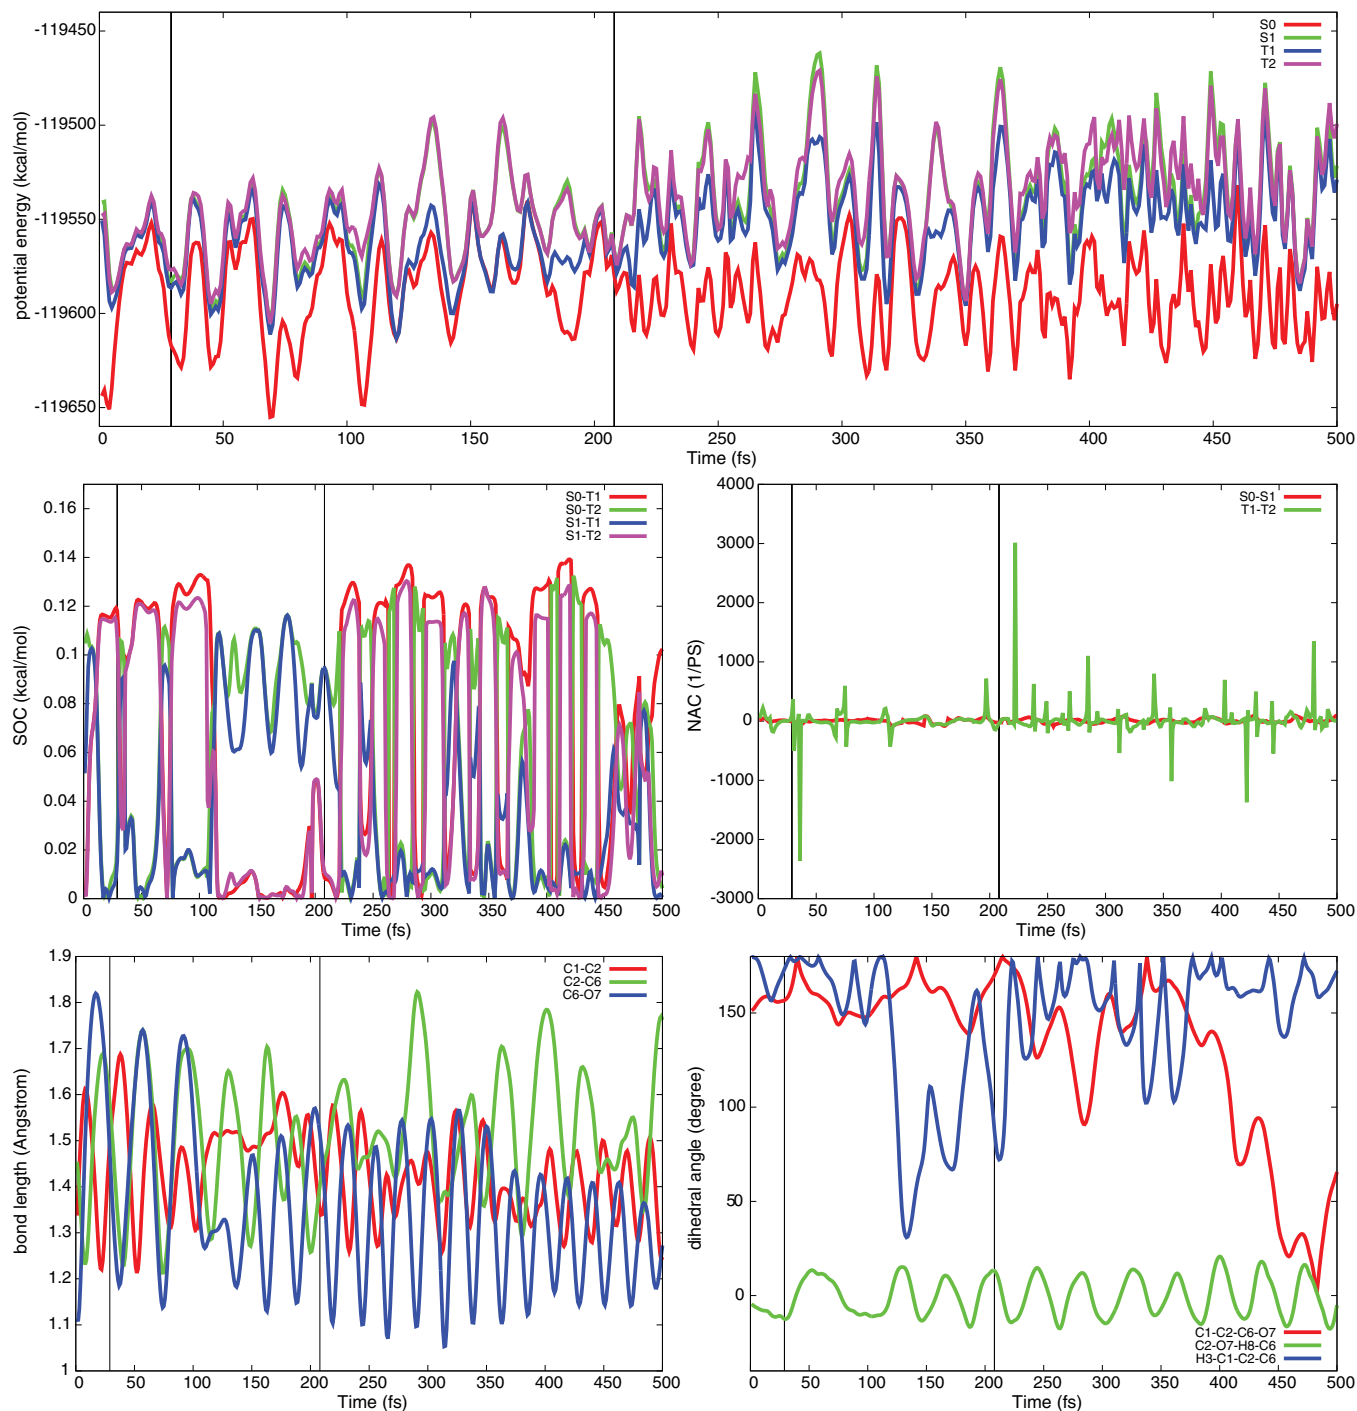 potential energy (kcal/mol)
-119450
-119500
-119550
-119600
-119650
S0
S1
T1
T2
0 50 100 150 200 250 300 350 400 450 500
Time (fs)
SOC (kcal/mol)
0.16
0.14
0.12
0.1
0.08
0.06
0.04
0.02
0
S0-T1
S0-T2
S1-T1
S1-T2
0 50 100 150 200 250 300 350 400 450 500
Time (fs)
NAC (1/PS)
4000
3000
2000
1000
0
-1000
-2000
-3000
S0-S1
T1-T2
0 50 100 150 200 250 300 350 400 450 500
Time (fs)
bond length (Angstrom)
1.9
1.8
1.7
1.6
1.5
1.4
1.3
1.2
1.1
1
C1-C2
C2-C6
C6-O7
0 50 100 150 200 250 300 350 400 450 500
Time (fs)
dihedral angle (degree)
150
100
50
0
C1-C2-C6-O7
C2-O7-H8-C6
H3-C1-C2-C6
0 50 100 150 200 250 300 350 400 450 500
Time (fs)